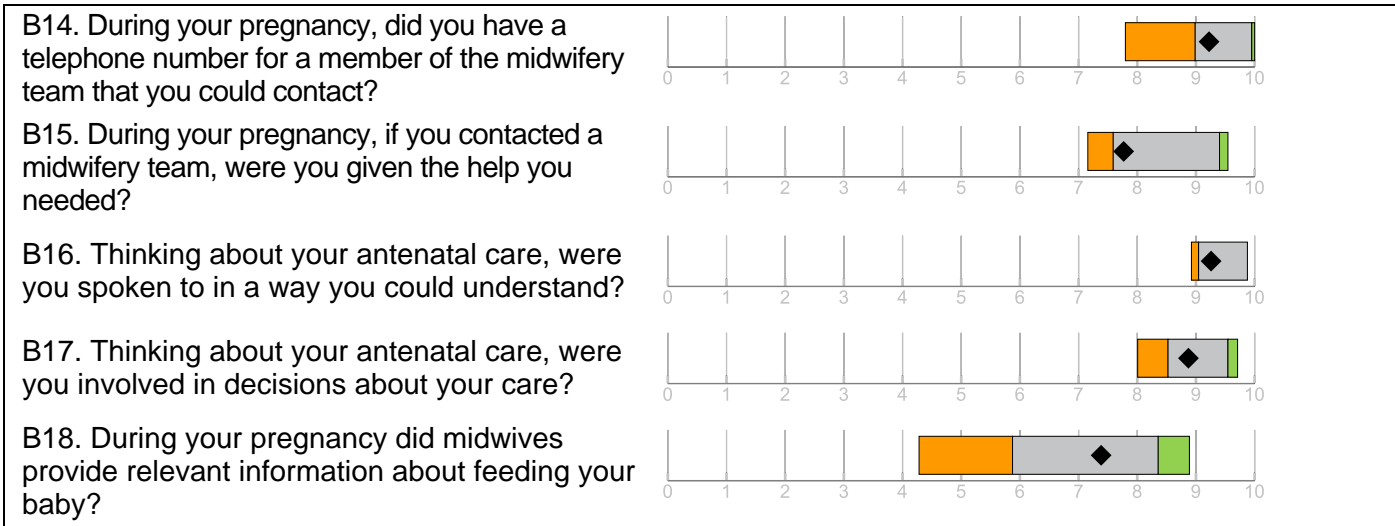 B14. During your pregnancy, did you have a
telephone number for a member of the midwifery
team that you could contact?
0 1 2 3 4 5 6 7 8 9 10
B15. During your pregnancy, if you contacted a
midwifery team, were you given the help you
needed?
0 1 2 3 4 5 6 7 8 9 10
B16. Thinking about your antenatal care, were
you spoken to in a way you could understand?
0 1 2 3 4 5 6 7 8 9 10
B17. Thinking about your antenatal care, were
you involved in decisions about your care?
0 1 2 3 4 5 6 7 8 9 10
B18. During your pregnancy did midwives
provide relevant information about feeding your
baby?
0 1 2 3 4 5 6 7 8 9 10